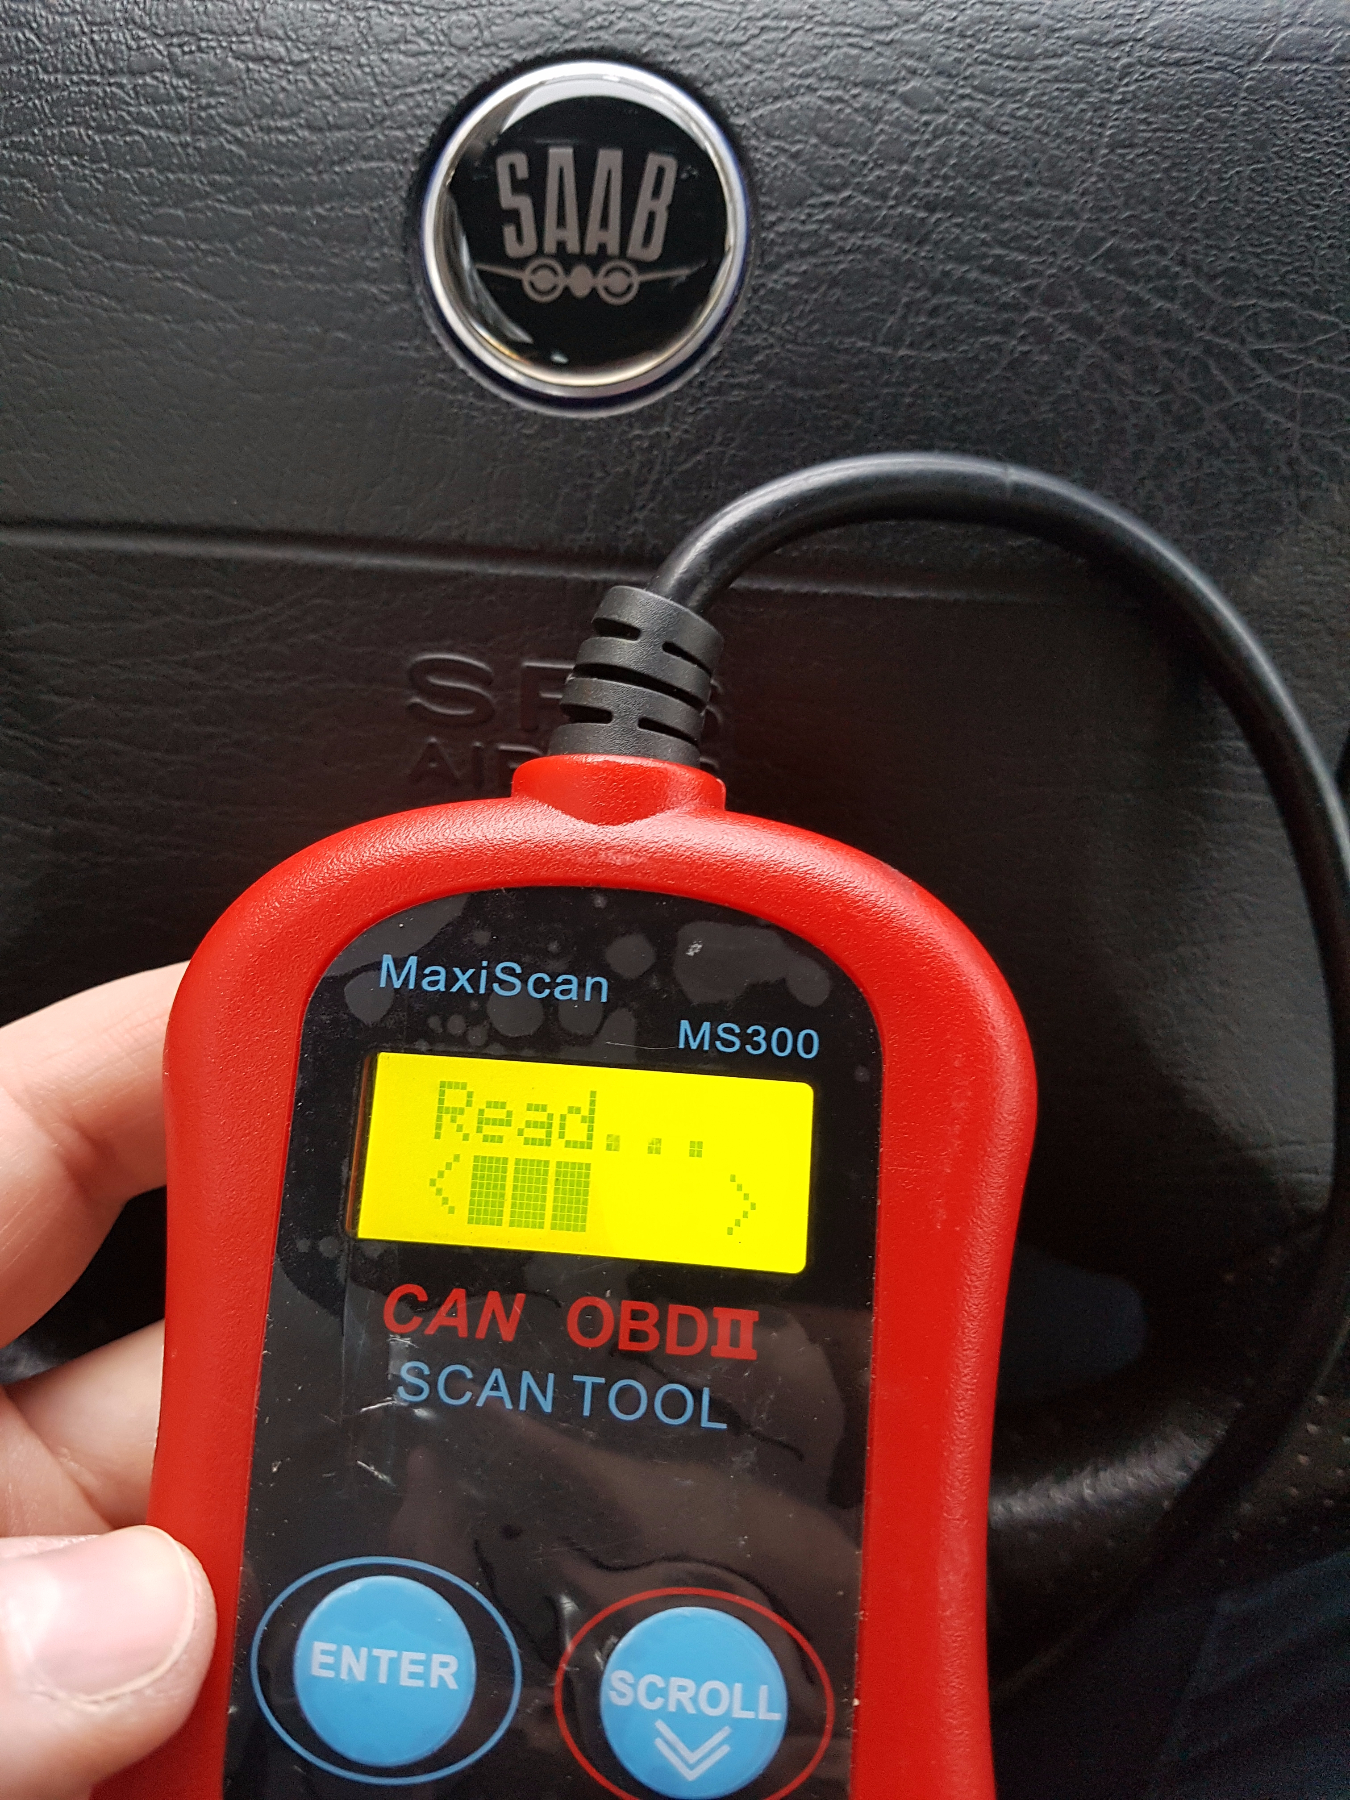 SAAB
MaxiScan
MS300
Read...
< >
CAN OBDII
SCAN TOOL
ENTER
SCROLL